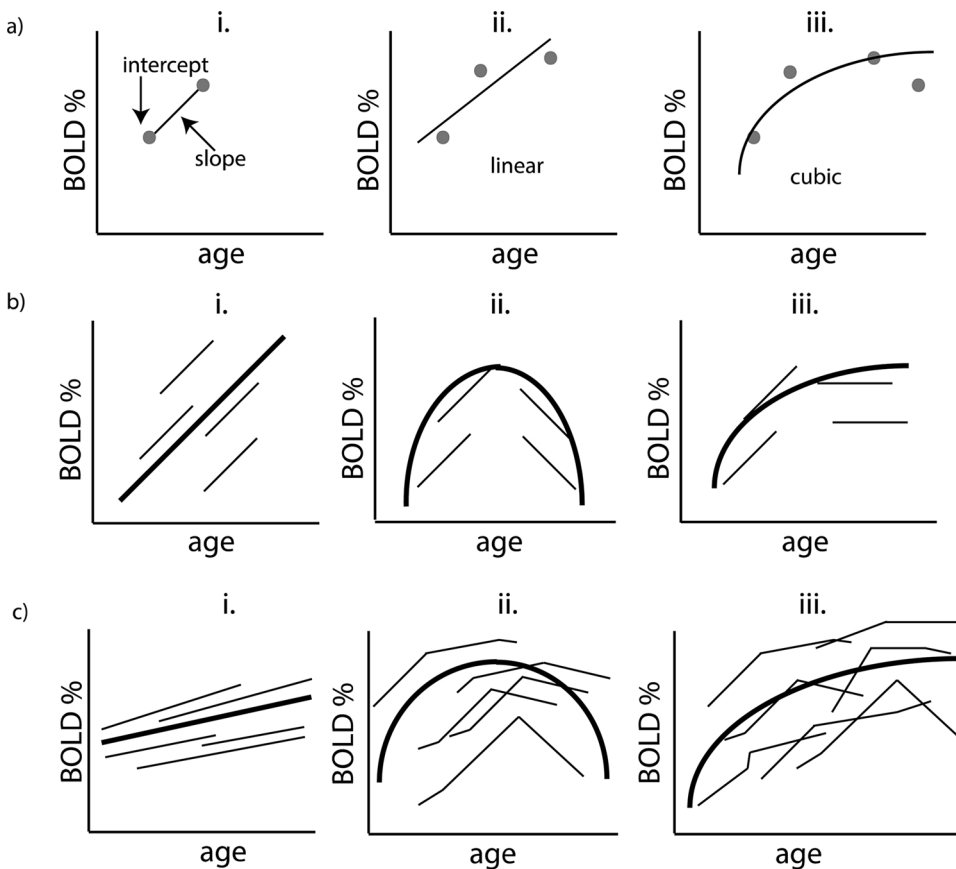 a)
i.
ii.
iii.
intercept
slope
BOLD %
age
linear
BOLD %
age
cubic
BOLD %
age
b)
i.
ii.
iii.
BOLD %
age
BOLD %
age
BOLD %
age
c)
i.
ii.
iii.
BOLD %
age
BOLD %
age
BOLD %
age